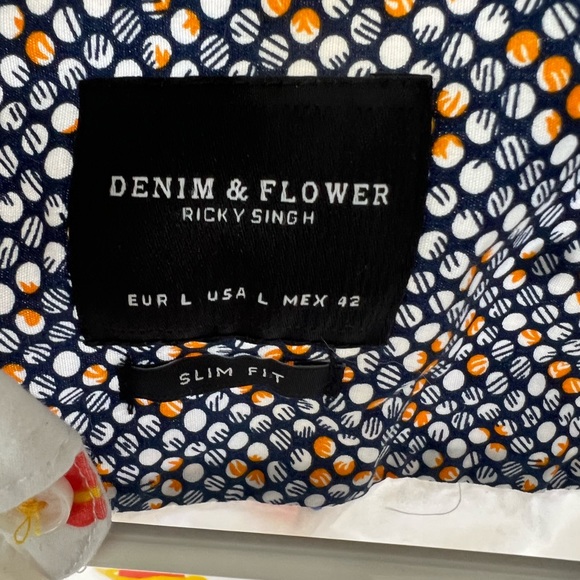 DENIM & FLOWER
RICKY SINGH
EUR L USA L MEX 42
SLIM FIT